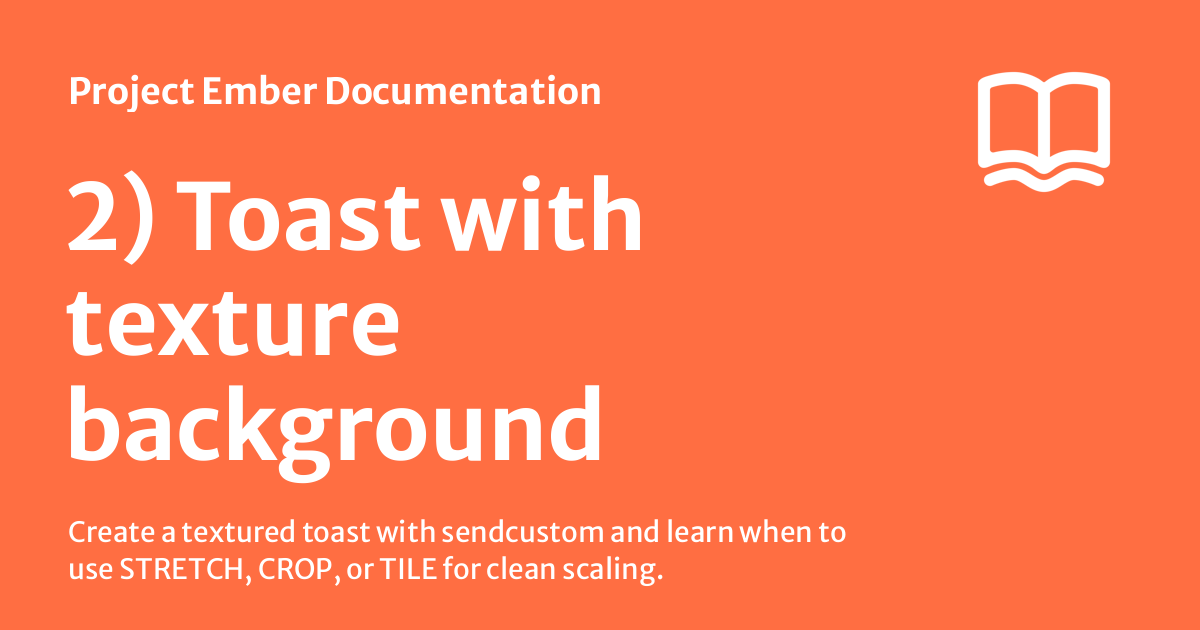 Project Ember Documentation
2) Toast with
texture
background
Create a textured toast with sendcustom and learn when to
use STRETCH, CROP, or TILE for clean scaling.